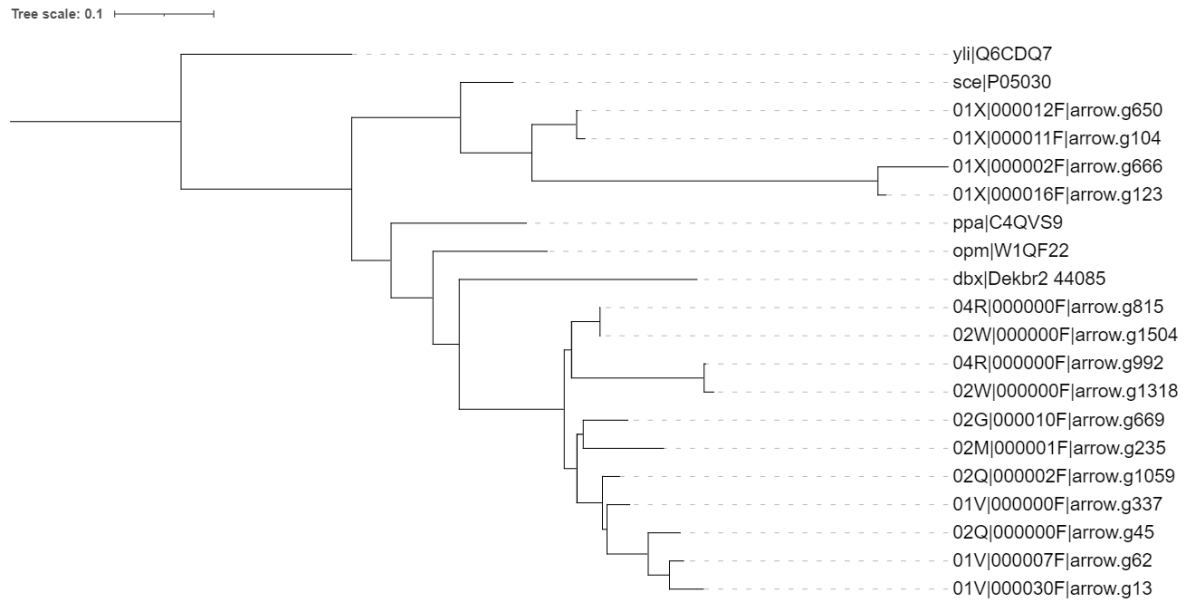 Tree scale: 0.1
yli|Q6CDQ7
sce|P05030
01X|000012F|arrow.g650
01X|000011F|arrow.g104
01X|000002F|arrow.g666
01X|000016F|arrow.g123
ppa|C4QVS9
opm|W1QF22
dbx|Dekbr2 44085
04R|000000F|arrow.g815
02W|000000F|arrow.g1504
04R|000000F|arrow.g992
02W|000000F|arrow.g1318
02G|000010F|arrow.g669
02M|000001F|arrow.g235
02Q|000002F|arrow.g1059
01V|000000F|arrow.g337
02Q|000000F|arrow.g45
01V|000007F|arrow.g62
01V|000030F|arrow.g13